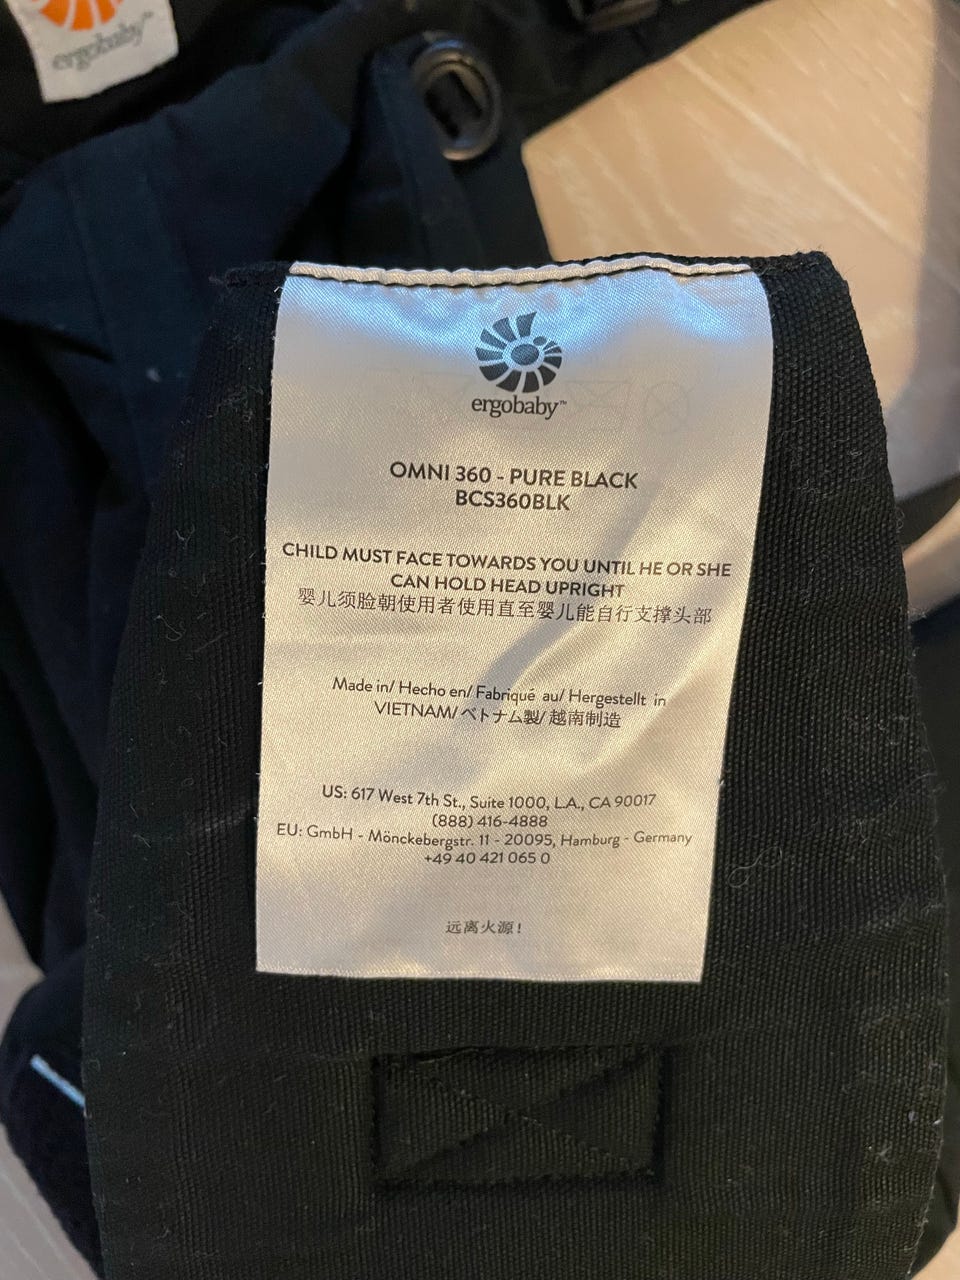 ergobaby™
ergobaby™
OMNI 360 - PURE BLACK
BCS360BLK
CHILD MUST FACE TOWARDS YOU UNTIL HE OR SHE
CAN HOLD HEAD UPRIGHT
婴儿须脸朝使用者使用直至婴儿能自行支撑头部
Made in/ Hecho en/ Fabriqué au/ Hergestellt in
VIETNAM/ ベトナム製/ 越南制造
US: 617 West 7th St., Suite 1000, L.A., CA 90017
(888) 416-4888
EU: GmbH - Mönckebergstr. 11 - 20095, Hamburg - Germany
+49 40 421 065 0
远离火源!